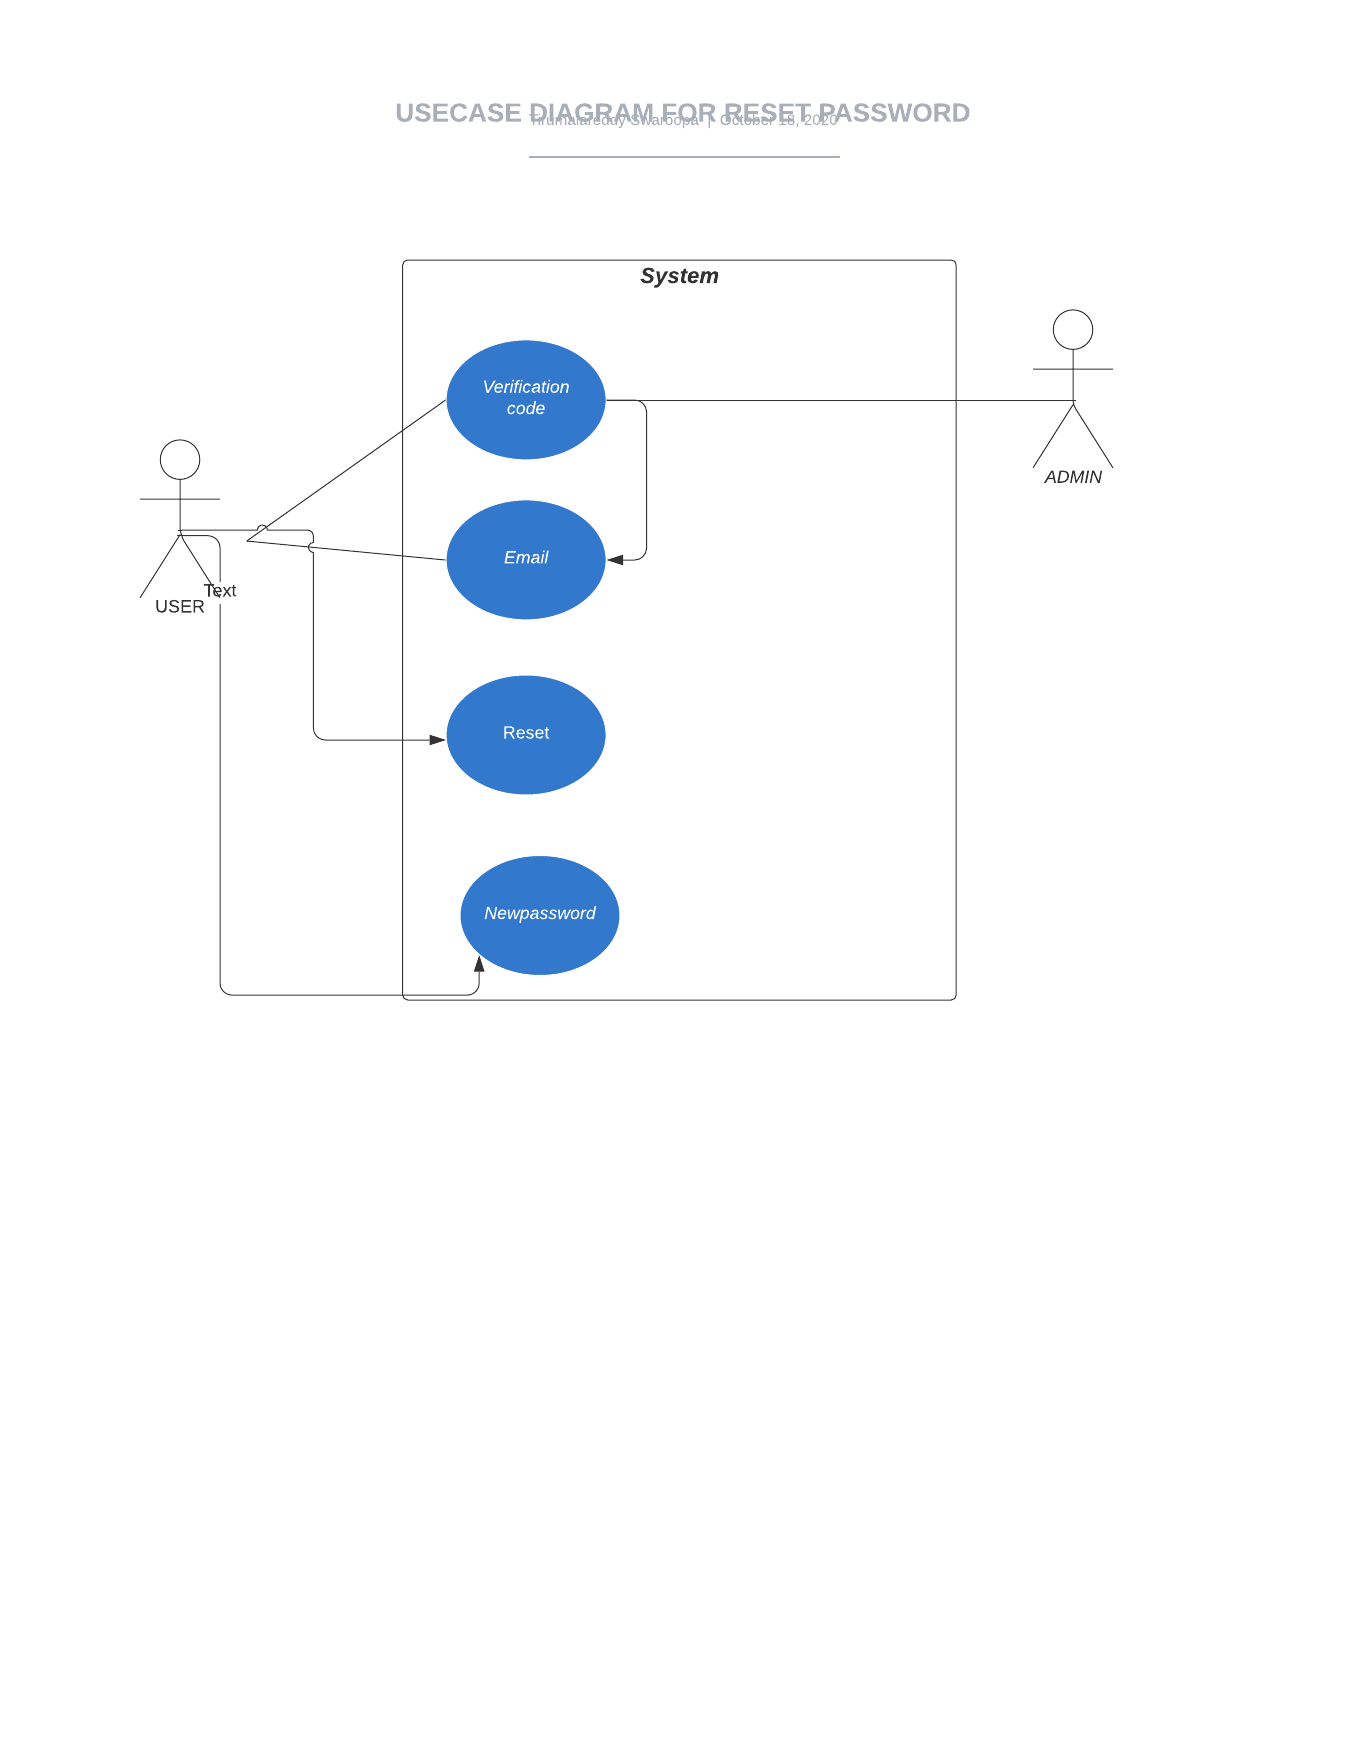 USECASE DIAGRAM FOR RESET PASSWORD
Tirumalareddy Swaroopa | October 18, 2020
System
Verification
code
ADMIN
Email
Text
USER
Reset
Newpassword